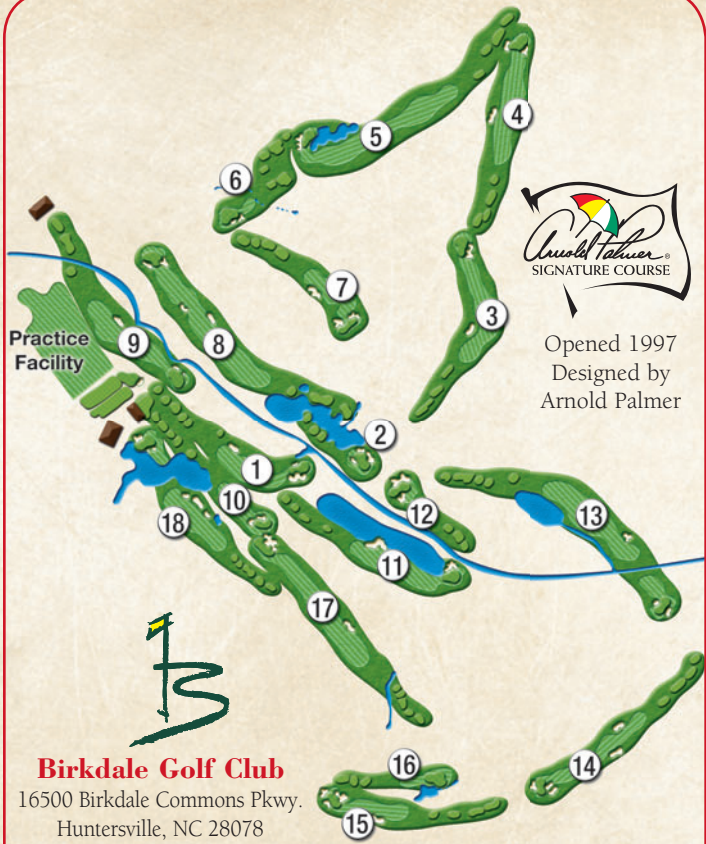 4
5
6
Arnold Palmer®
SIGNATURE COURSE
7
3
8
Practice
Facility
9
Opened 1997
Designed by
Arnold Palmer
2
1
10
12
13
18
11
17
Birkdale Golf Club
16500 Birkdale Commons Pkwy.
Huntersville, NC 28078
16
14
15